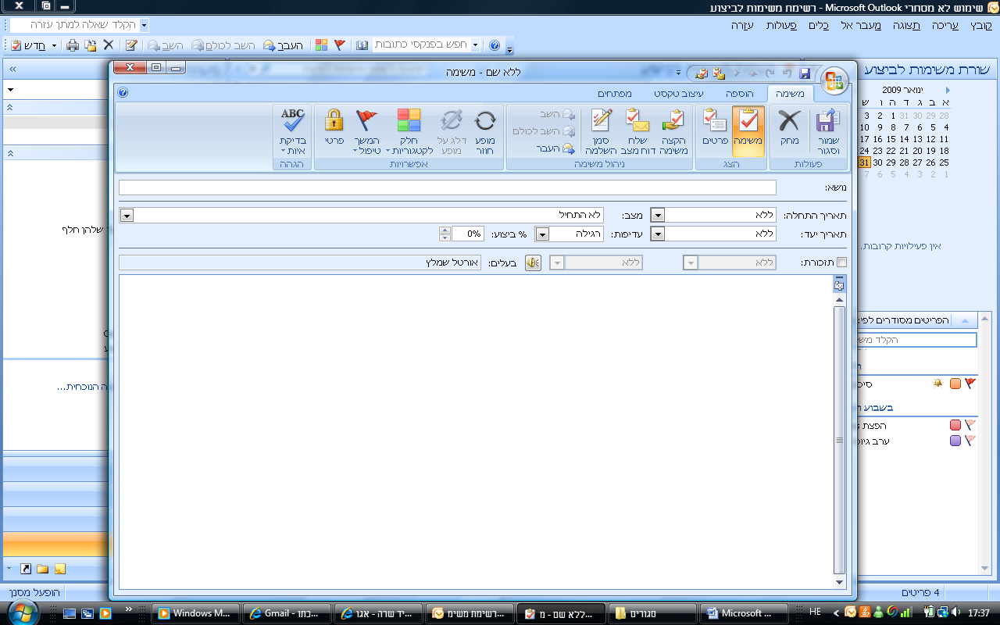 שימוש לא מסחרי Microsoft Outlook - רשימת משימות לביצוע
קובץ עריכה תצוגה מעבר אל כלים פעולות עזרה
הקלד שאלה למתן עזרה
חדש השב השב לכולם העבר חפש בפנקסי כתובות
שורת משימות לביצוע
ינואר 2009
א ב ג ד ה ו ש
28 29 30 31 1 2 3
4 5 6 7 8 9 10
11 12 13 14 15 16 17
18 19 20 21 22 23 24
25 26 27 28 29 30 31
1 2 3 4 5 6 7
אין פעילויות קרובות.
הפריטים מסודרים לפי:
הקלד
בשבוע
הפצת
ערב
שלהן חלף
הנוכחית...
ללא שם - משימה
משימה הוספה עיצוב טקסט מפתחים
שמור וסגור
מחק
פעולות
משימה
פרטים
הצג
הקצה משימה
שלח דוח מצב
סמן השלמה
השב
השב לכולם
העבר
ניהול משימה
מופע חוזר
דלג על מופע
חלק לקטגוריות
המשך טיפול
פרטי
אפשרויות
ABC
בדיקת איות
הגהה
נושא:
תאריך התחלה: ללא מצב: לא התחיל
תאריך יעד: ללא עדיפות: רגילה % ביצוע: 0%
תזכורת: ללא ללא בעלים: אורטל שמלץ
4 פריטים
הופעל מסנן
Windows M...
Gmail - כתבו...
יד שרה - אגו...
רשימת משימ...
ללא שם - מ...
סגורים
Microsoft ...
HE
17:37